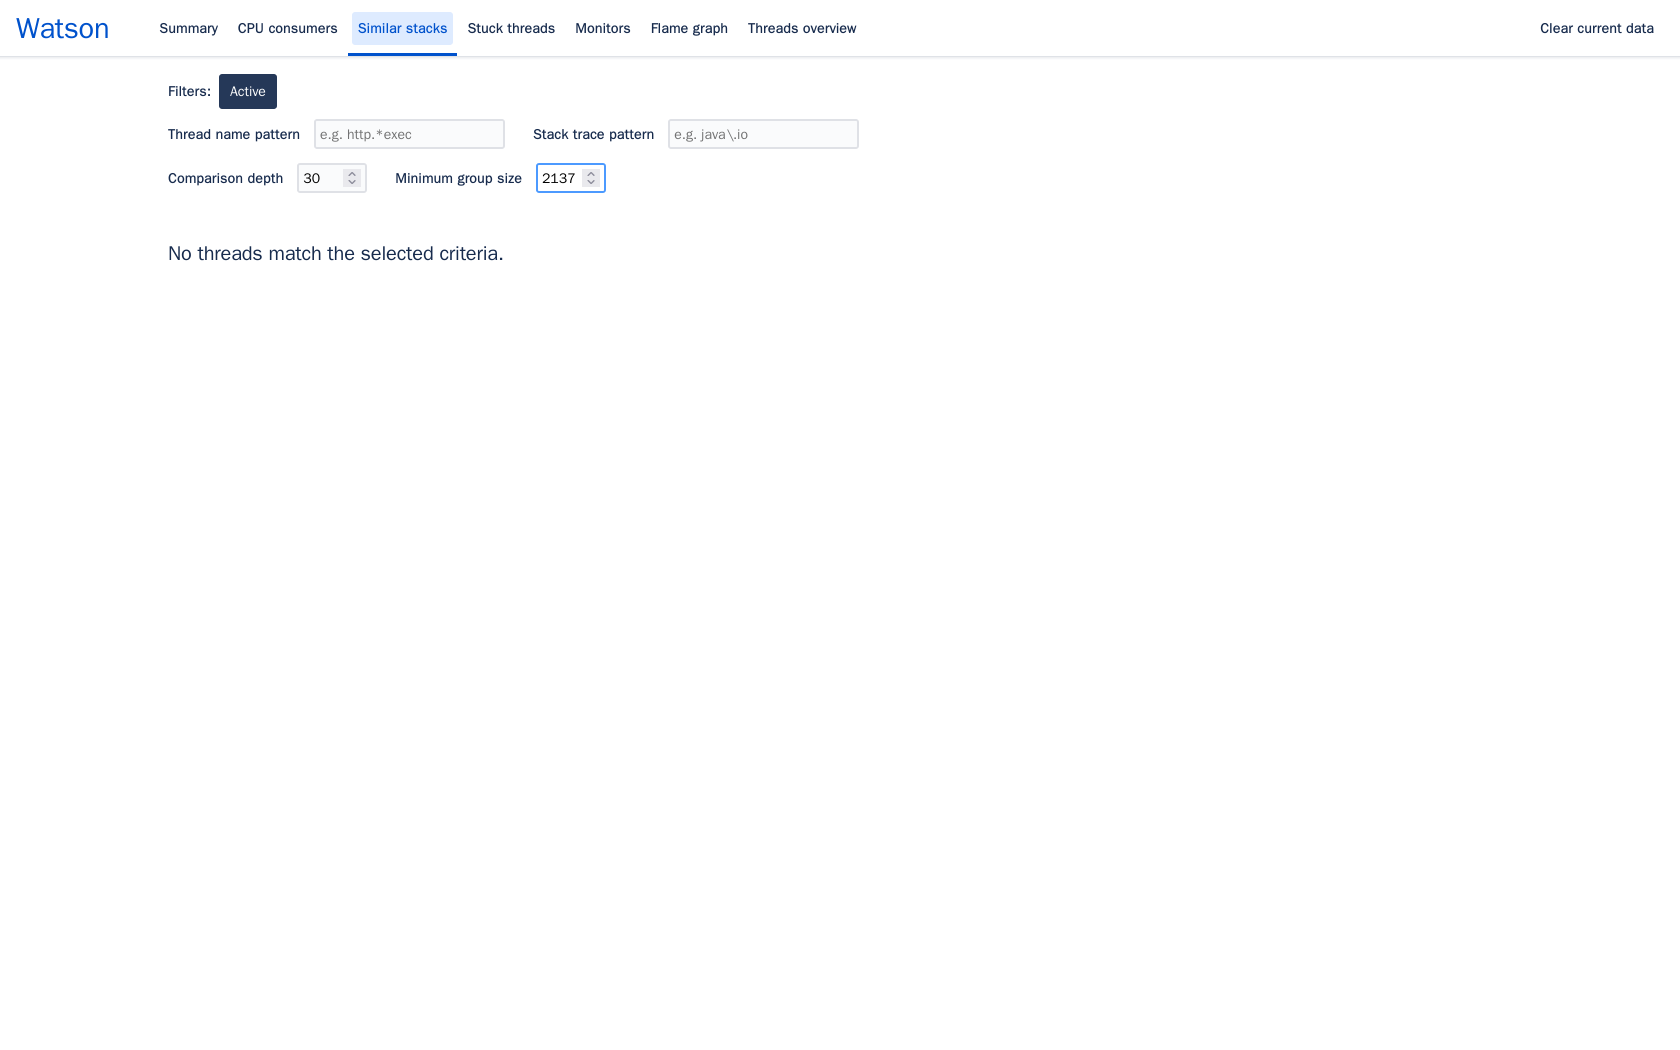 Watson
Summary
CPU consumers
Similar stacks
Stuck threads
Monitors
Flame graph
Threads overview
Clear current data
Filters:
Active
Thread name pattern
e.g. http.*exec
Stack trace pattern
e.g. java\.io
Comparison depth
30
Minimum group size
2137
No threads match the selected criteria.